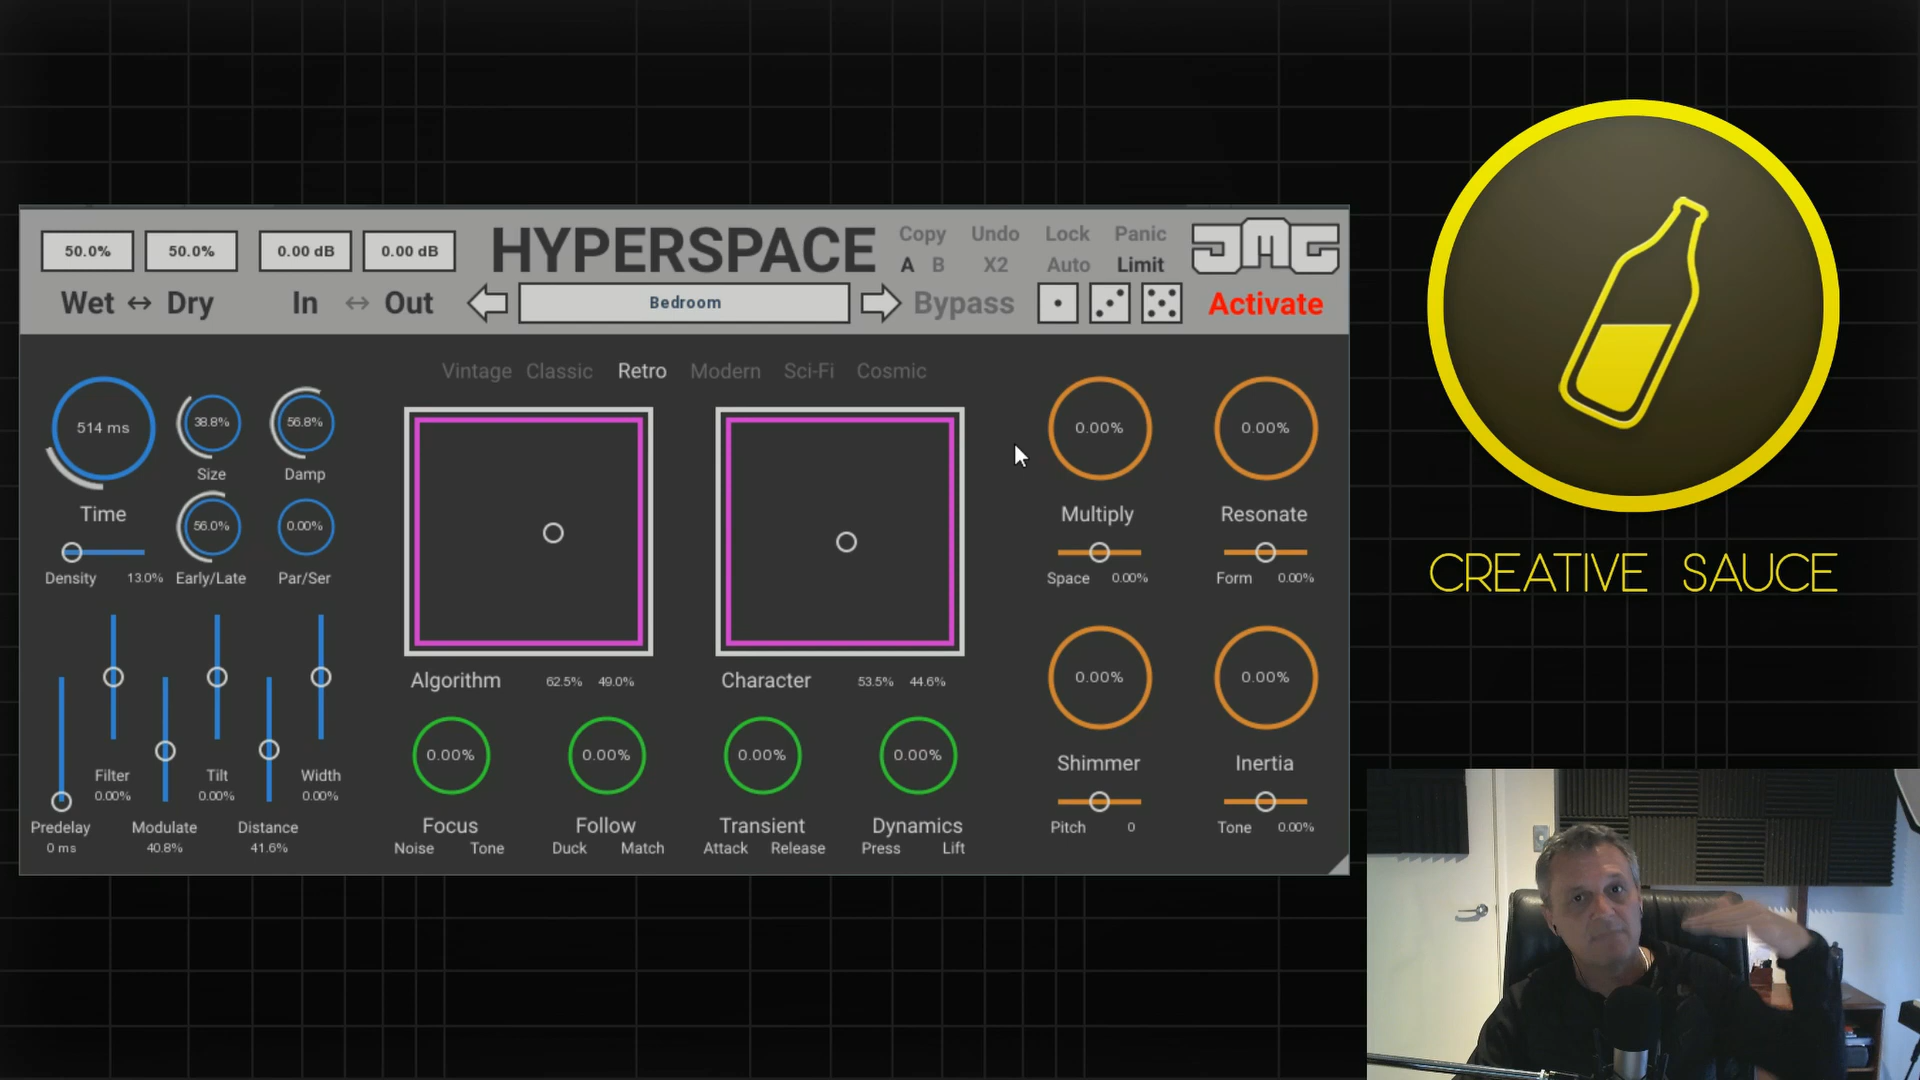 50.0% 50.0% 0.00 dB 0.00 dB
Wet ↔ Dry In ↔ Out
HYPERSPACE
Bedroom
Copy Undo Lock Panic
A B X2 Auto Limit
Bypass
JMG
Activate
Vintage Classic Retro Modern Sci-Fi Cosmic
514 ms
Time
38.8%
Size
56.8%
Damp
Density 13.0%
56.0%
Early/Late
0.00%
Par/Ser
Filter
0.00%
Tilt
0.00%
Width
0.00%
Predelay
0 ms
Modulate
40.8%
Distance
41.6%
Algorithm 62.5% 49.0%
Character 53.5% 44.6%
0.00%
Focus
Noise Tone
0.00%
Follow
Duck Match
0.00%
Transient
Attack Release
0.00%
Dynamics
Press Lift
0.00%
Multiply
Space 0.00%
0.00%
Resonate
Form 0.00%
0.00%
Shimmer
Pitch 0
0.00%
Inertia
Tone 0.00%
CREATIVE SAUCE